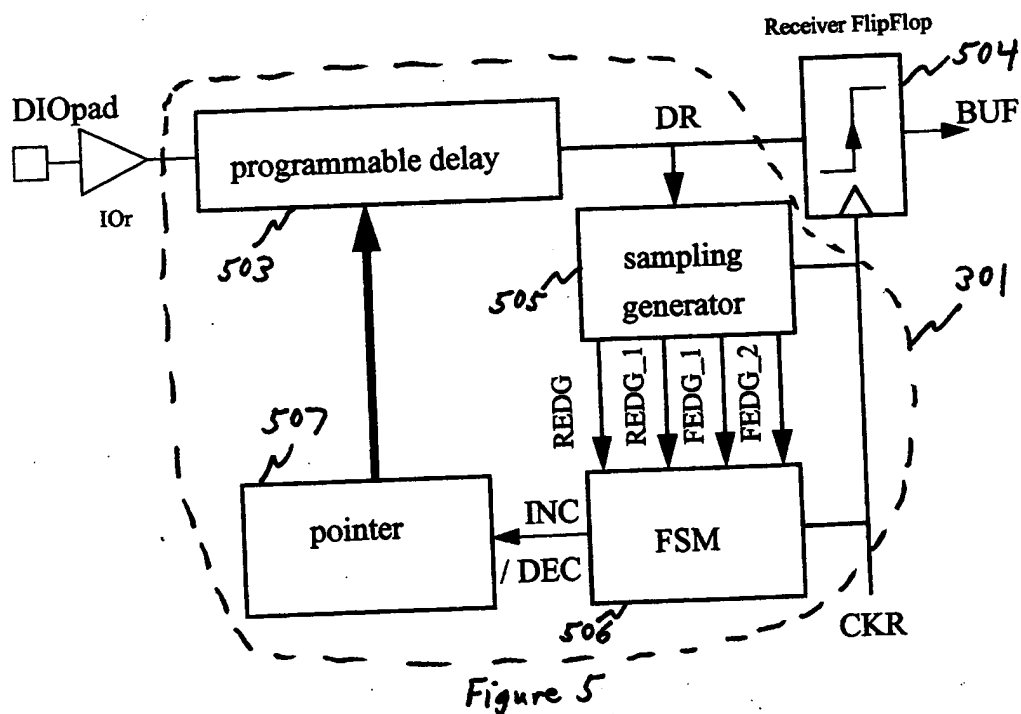 Receiver FlipFlop
504
DIOpad
DR
BUF
programmable delay
IOr
503
sampling
generator
505
301
REDG
REDG_1
FEDG_1
FEDG_2
507
pointer
INC
/ DEC
FSM
506
CKR
Figure 5